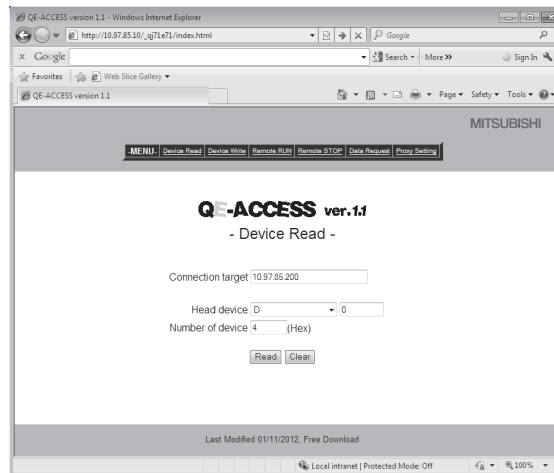 QE-ACCESS version 1.1 - Windows Internet Explorer
http://10.97.85.10/_qj71e71/index.html
Google
Google
Search
More >>
Sign In
Favorites
Web Slice Gallery
QE-ACCESS version 1.1
Page
Safety
Tools
MITSUBISHI
-MENU- Device Read Device Write Remote RUN Remote STOP Data Request Proxy Setting
QE-ACCESS ver.1.1
- Device Read -
Connection target 10.97.85.200
Head device D 0
Number of device 4 (Hex)
Read Clear
Last Modified 01/11/2012, Free Download
Local intranet | Protected Mode: Off
100%